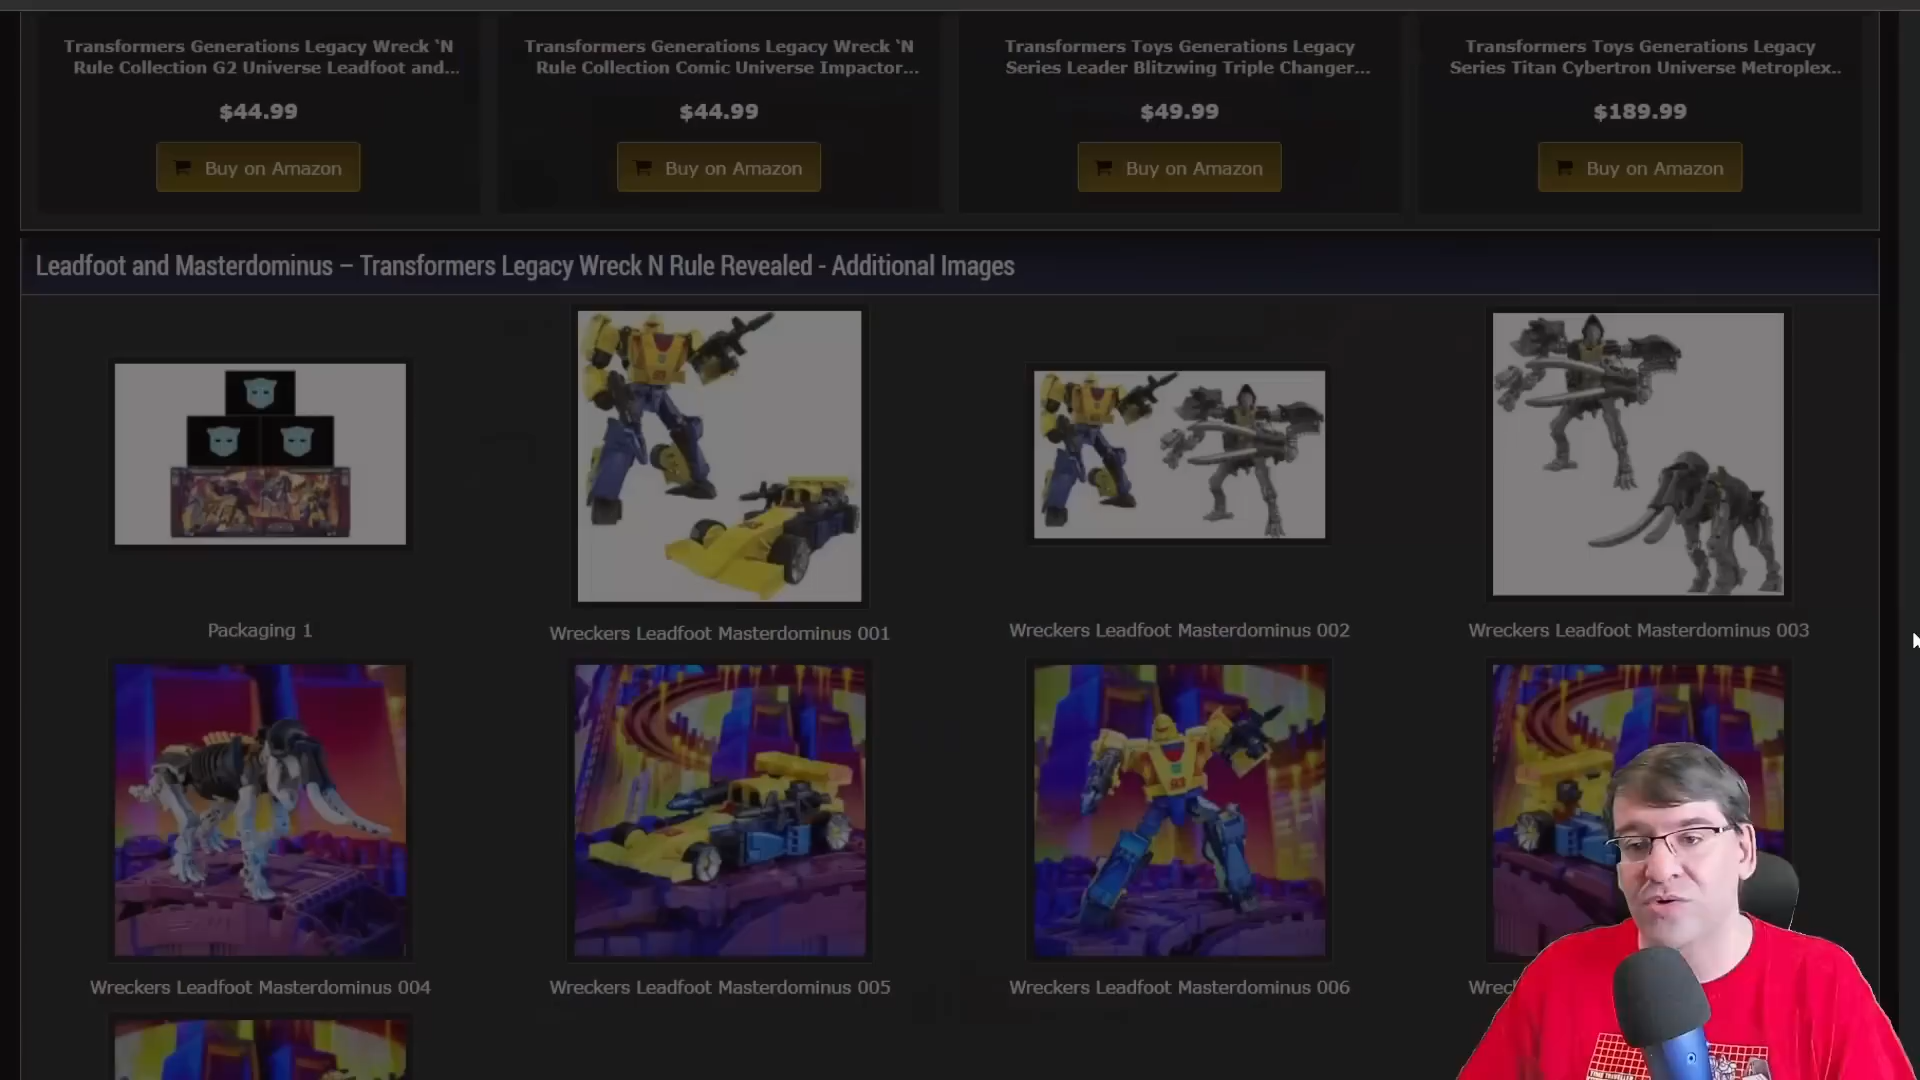 Transformers Generations Legacy Wreck ‘N
Rule Collection G2 Universe Leadfoot and...
$44.99
Buy on Amazon
Transformers Generations Legacy Wreck ‘N
Rule Collection Comic Universe Impactor...
$44.99
Buy on Amazon
Transformers Toys Generations Legacy
Series Leader Blitzwing Triple Changer...
$49.99
Buy on Amazon
Transformers Toys Generations Legacy
Series Titan Cybertron Universe Metroplex..
$189.99
Buy on Amazon
Leadfoot and Masterdominus – Transformers Legacy Wreck N Rule Revealed - Additional Images
Packaging 1
Wreckers Leadfoot Masterdominus 001
Wreckers Leadfoot Masterdominus 002
Wreckers Leadfoot Masterdominus 003
Wreckers Leadfoot Masterdominus 004
Wreckers Leadfoot Masterdominus 005
Wreckers Leadfoot Masterdominus 006